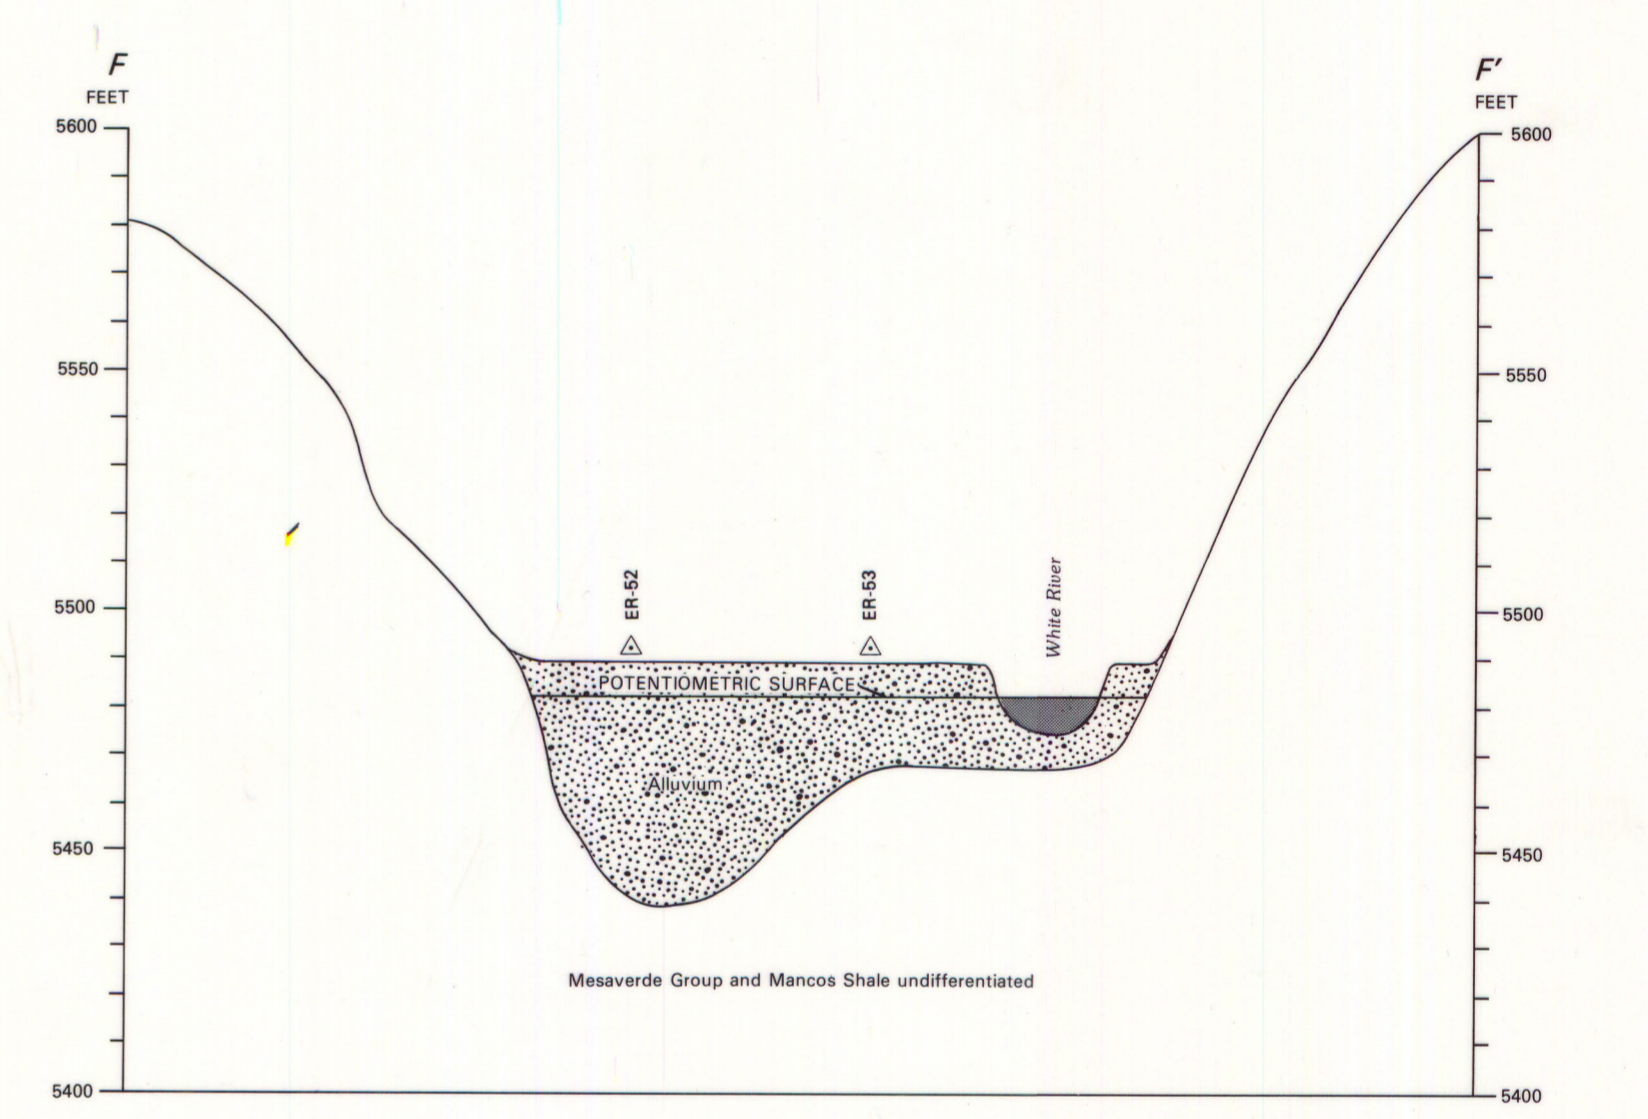 F
FEET
F'
FEET
5600
5600
5550
5550
5500
5500
ER-52
ER-53
White River
POTENTIOMETRIC SURFACE
Alluvium
5450
5450
Mesaverde Group and Mancos Shale undifferentiated
5400
5400